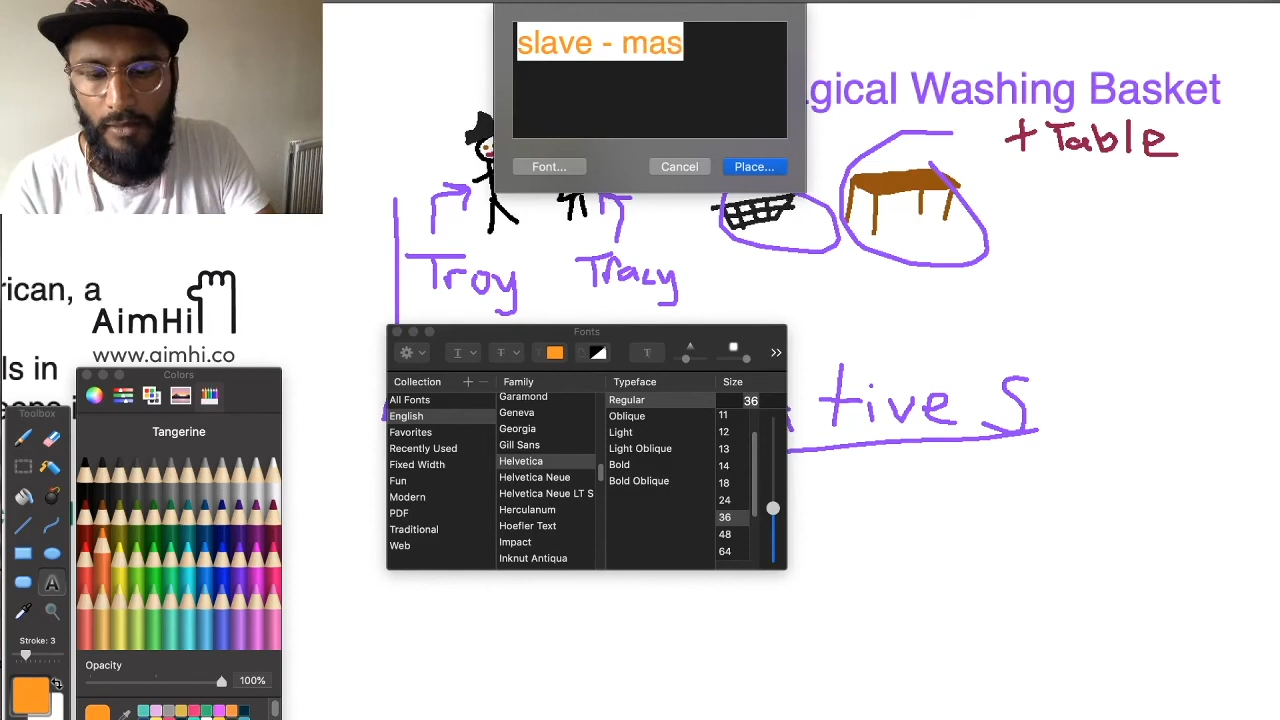 slave - mas
Font...
Cancel
Place...
gical Washing Basket
+ Table
Troy
Tracy
rican, a
AimHi
www.aimhi.co
ls in
tive S
Fonts
Collection
Family
Typeface
Size
All Fonts
English
Favorites
Recently Used
Fixed Width
Fun
Modern
PDF
Traditional
Web
Garamond
Geneva
Georgia
Gill Sans
Helvetica
Helvetica Neue
Helvetica Neue LT S
Herculanum
Hoefler Text
Impact
Inknut Antiqua
Regular
Oblique
Light
Light Oblique
Bold
Bold Oblique
36
11
12
13
14
18
24
36
48
64
Colors
Tangerine
Opacity
100%
Toolbox
A
Stroke: 3